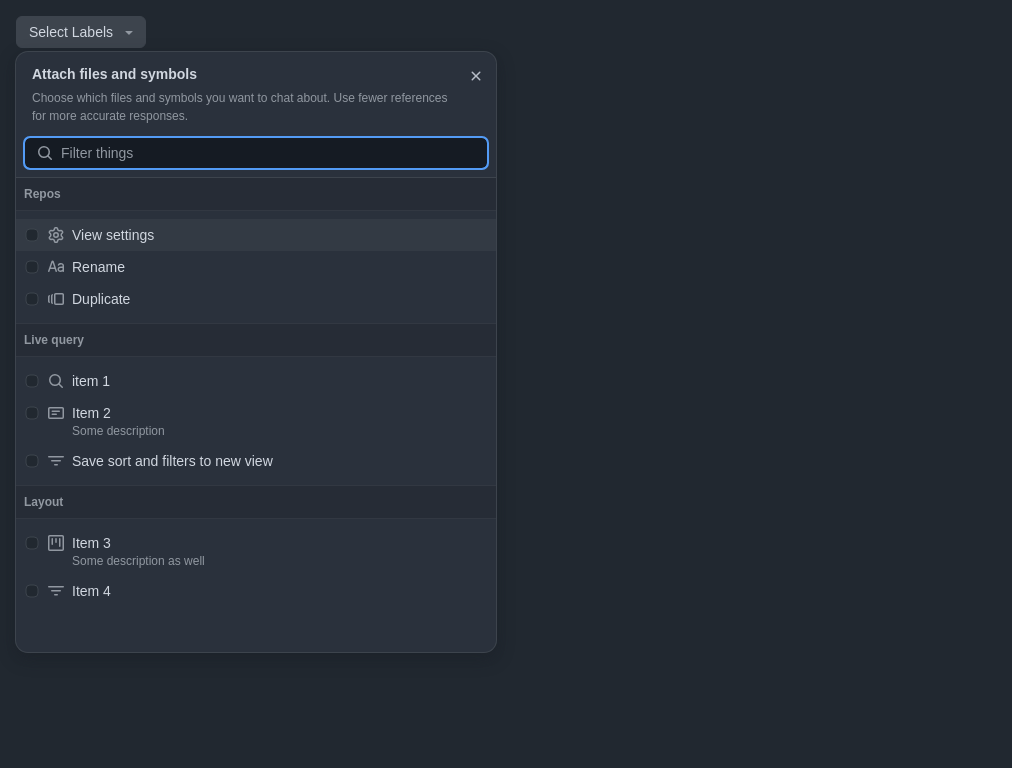 Select Labels
Attach files and symbols
Choose which files and symbols you want to chat about. Use fewer references
for more accurate responses.
Filter things
Repos
View settings
Aa Rename
Duplicate
Live query
item 1
Item 2
Some description
Save sort and filters to new view
Layout
Item 3
Some description as well
Item 4